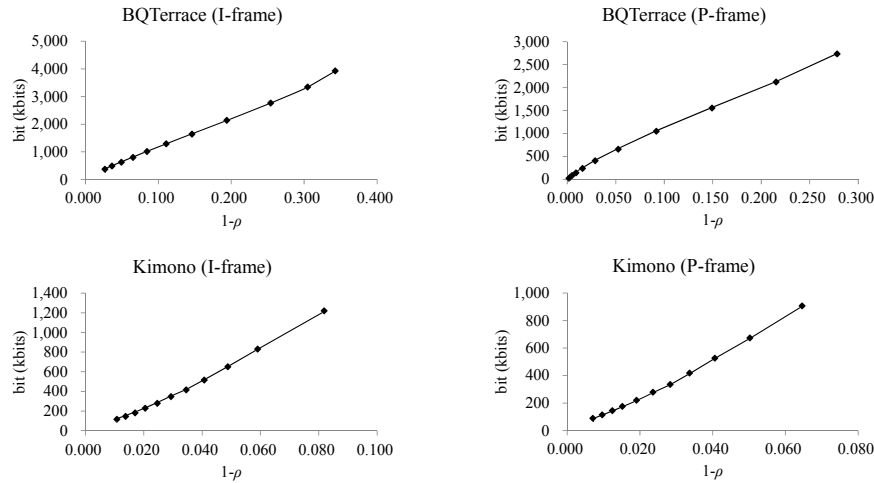 BQTerrace (I-frame)
5,000
4,000
3,000
2,000
1,000
0
bit (kbits)
0.000 0.100 0.200 0.300 0.400
1-ρ
BQTerrace (P-frame)
3,000
2,500
2,000
1,500
1,000
500
0
bit (kbits)
0.000 0.050 0.100 0.150 0.200 0.250 0.300
1-ρ
Kimono (I-frame)
1,400
1,200
1,000
800
600
400
200
0
bit (kbits)
0.000 0.020 0.040 0.060 0.080 0.100
1-ρ
Kimono (P-frame)
1,000
800
600
400
200
0
bit (kbits)
0.000 0.020 0.040 0.060 0.080
1-ρ